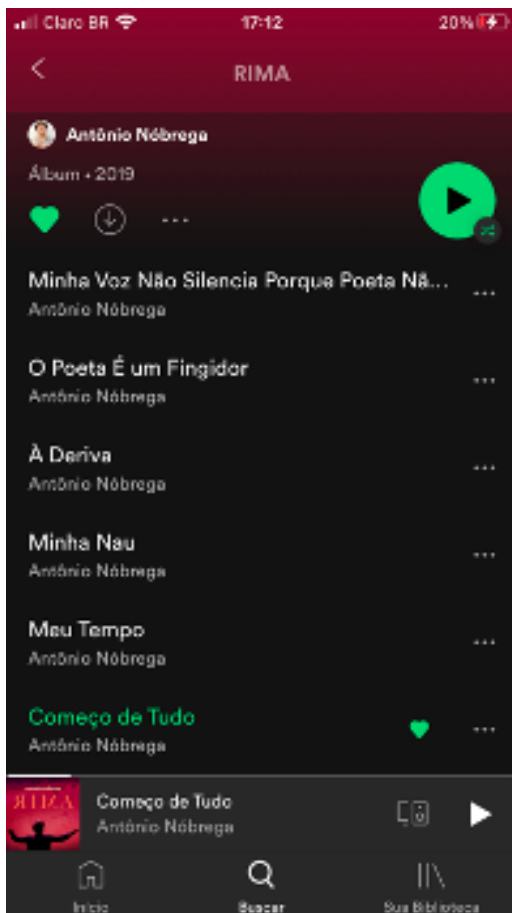 Claro BR 17:12 20%
RIMA
Antônio Nóbrega
Álbum • 2019
Minha Voz Não Silencia Porque Poeta Nã...
Antônio Nóbrega
O Poeta É um Fingidor
Antônio Nóbrega
À Deriva
Antônio Nóbrega
Minha Nau
Antônio Nóbrega
Meu Tempo
Antônio Nóbrega
Começo de Tudo
Antônio Nóbrega
Começo de Tudo
Antônio Nóbrega
Início Buscar Sua Biblioteca